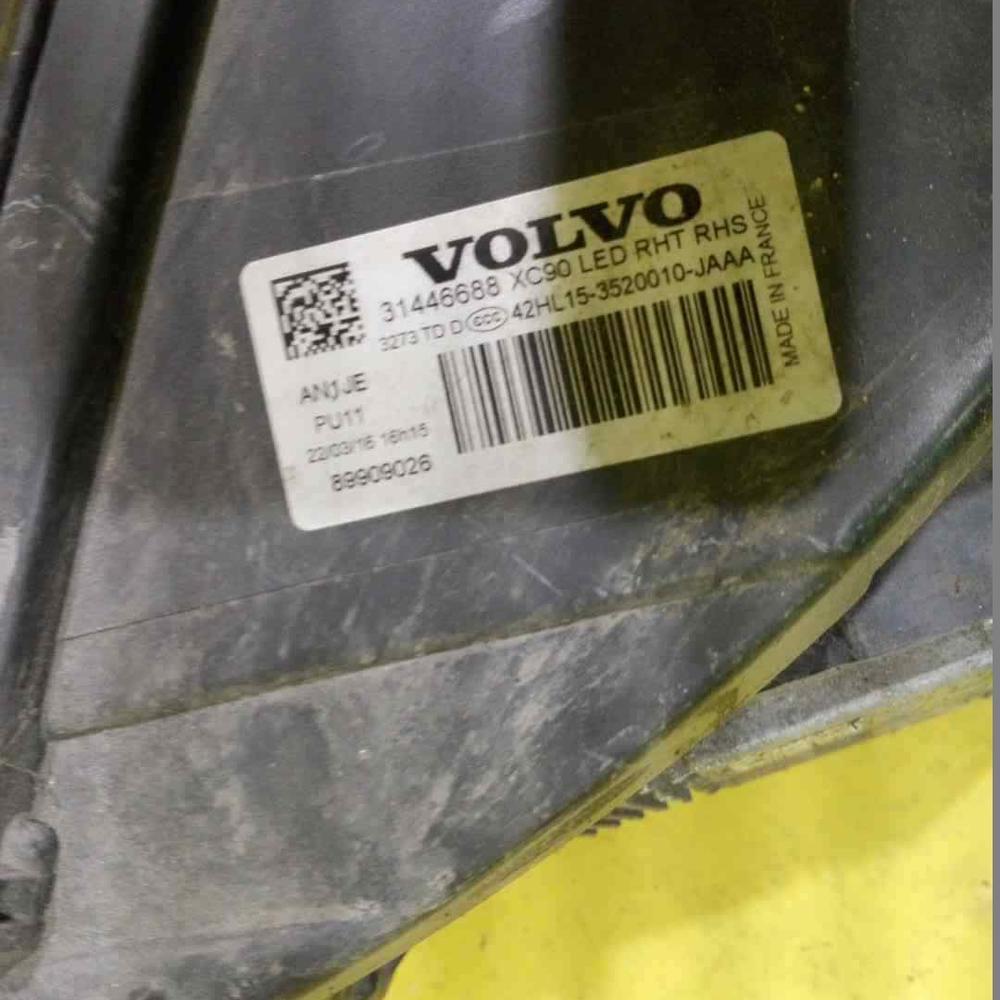 VOLVO
31446688 XC90 LED RHT RHS
3273 TD D CCC 42HL15-3520010-JAAA
MADE IN FRANCE
AN1JE
PU11
22/03/16 16h15
89909026